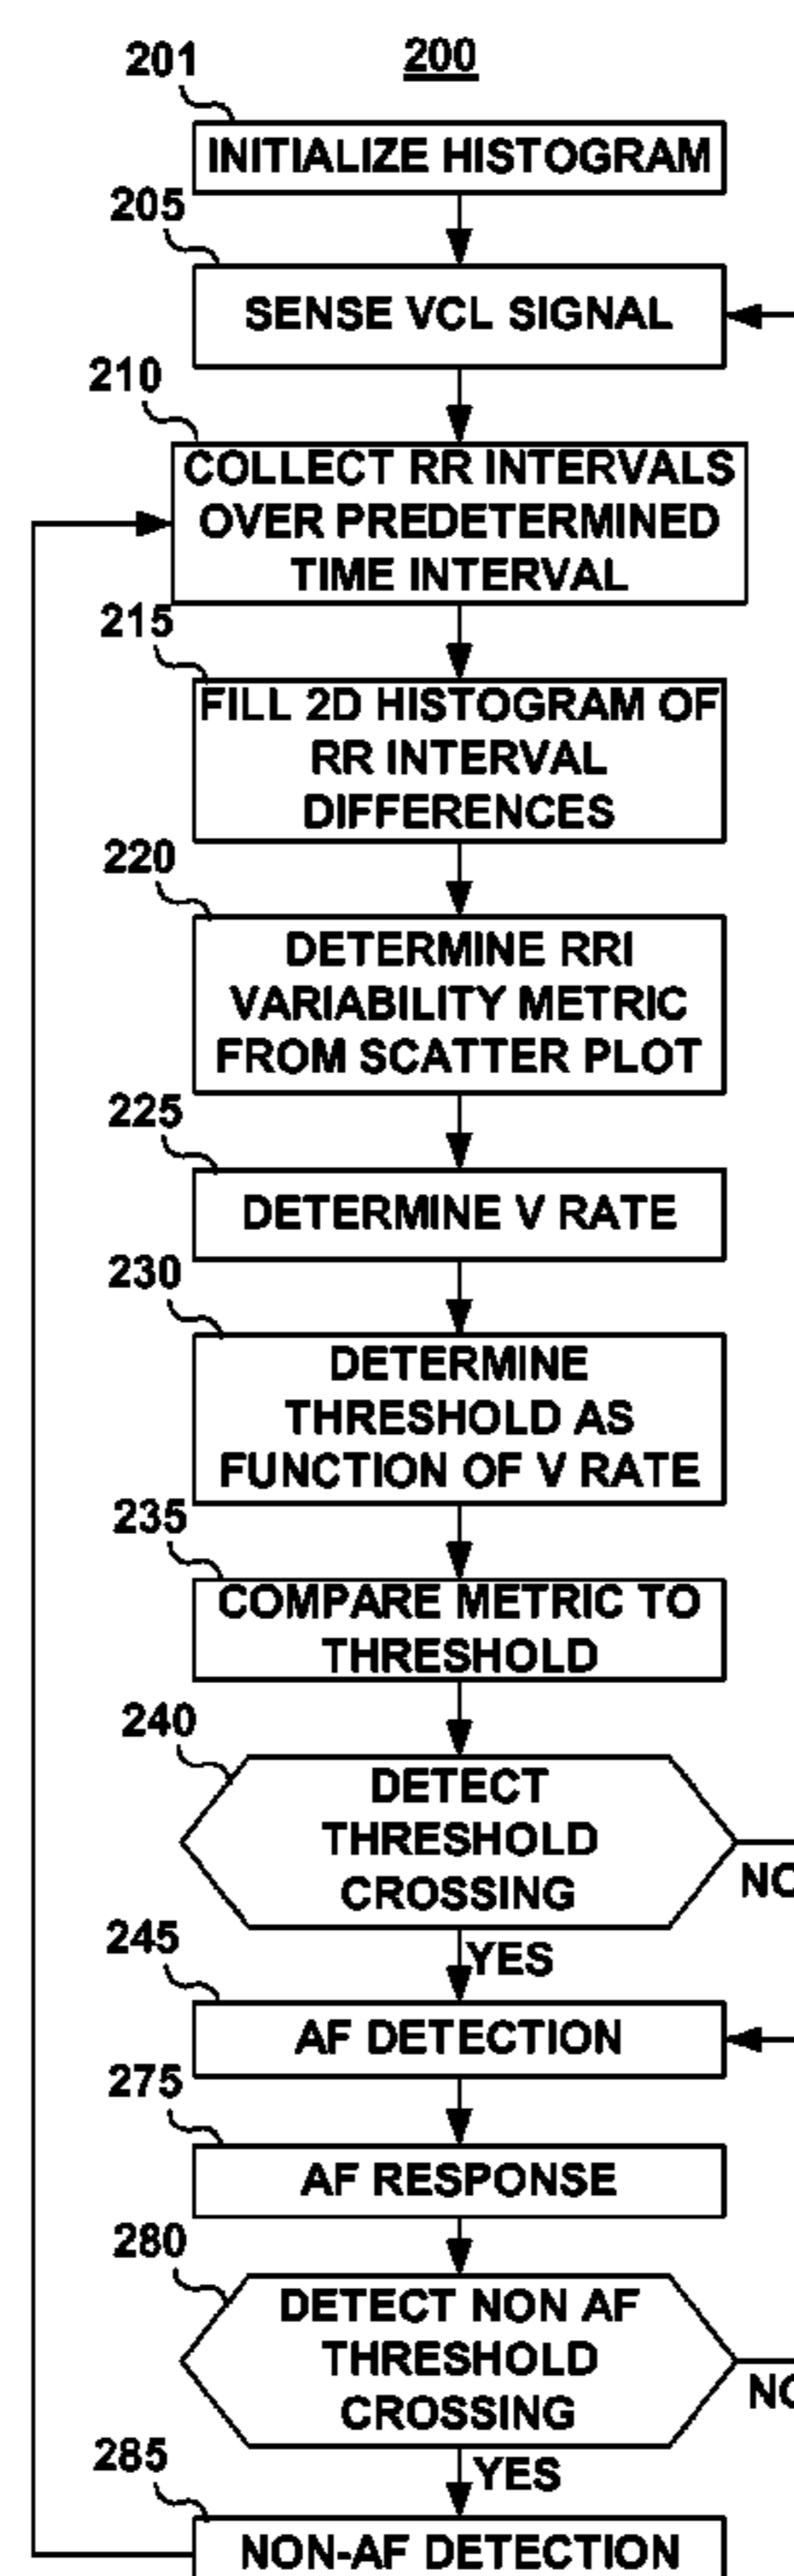 200
201
INITIALIZE HISTOGRAM
205
SENSE VCL SIGNAL
210
COLLECT RR INTERVALS
OVER PREDETERMINED
TIME INTERVAL
215
FILL 2D HISTOGRAM OF
RR INTERVAL
DIFFERENCES
220
DETERMINE RRI
VARIABILITY METRIC
FROM SCATTER PLOT
225
DETERMINE V RATE
230
DETERMINE
THRESHOLD AS
FUNCTION OF V RATE
235
COMPARE METRIC TO
THRESHOLD
240
DETECT
THRESHOLD
CROSSING
NO
YES
245
AF DETECTION
275
AF RESPONSE
280
DETECT NON AF
THRESHOLD
CROSSING
NO
YES
285
NON-AF DETECTION